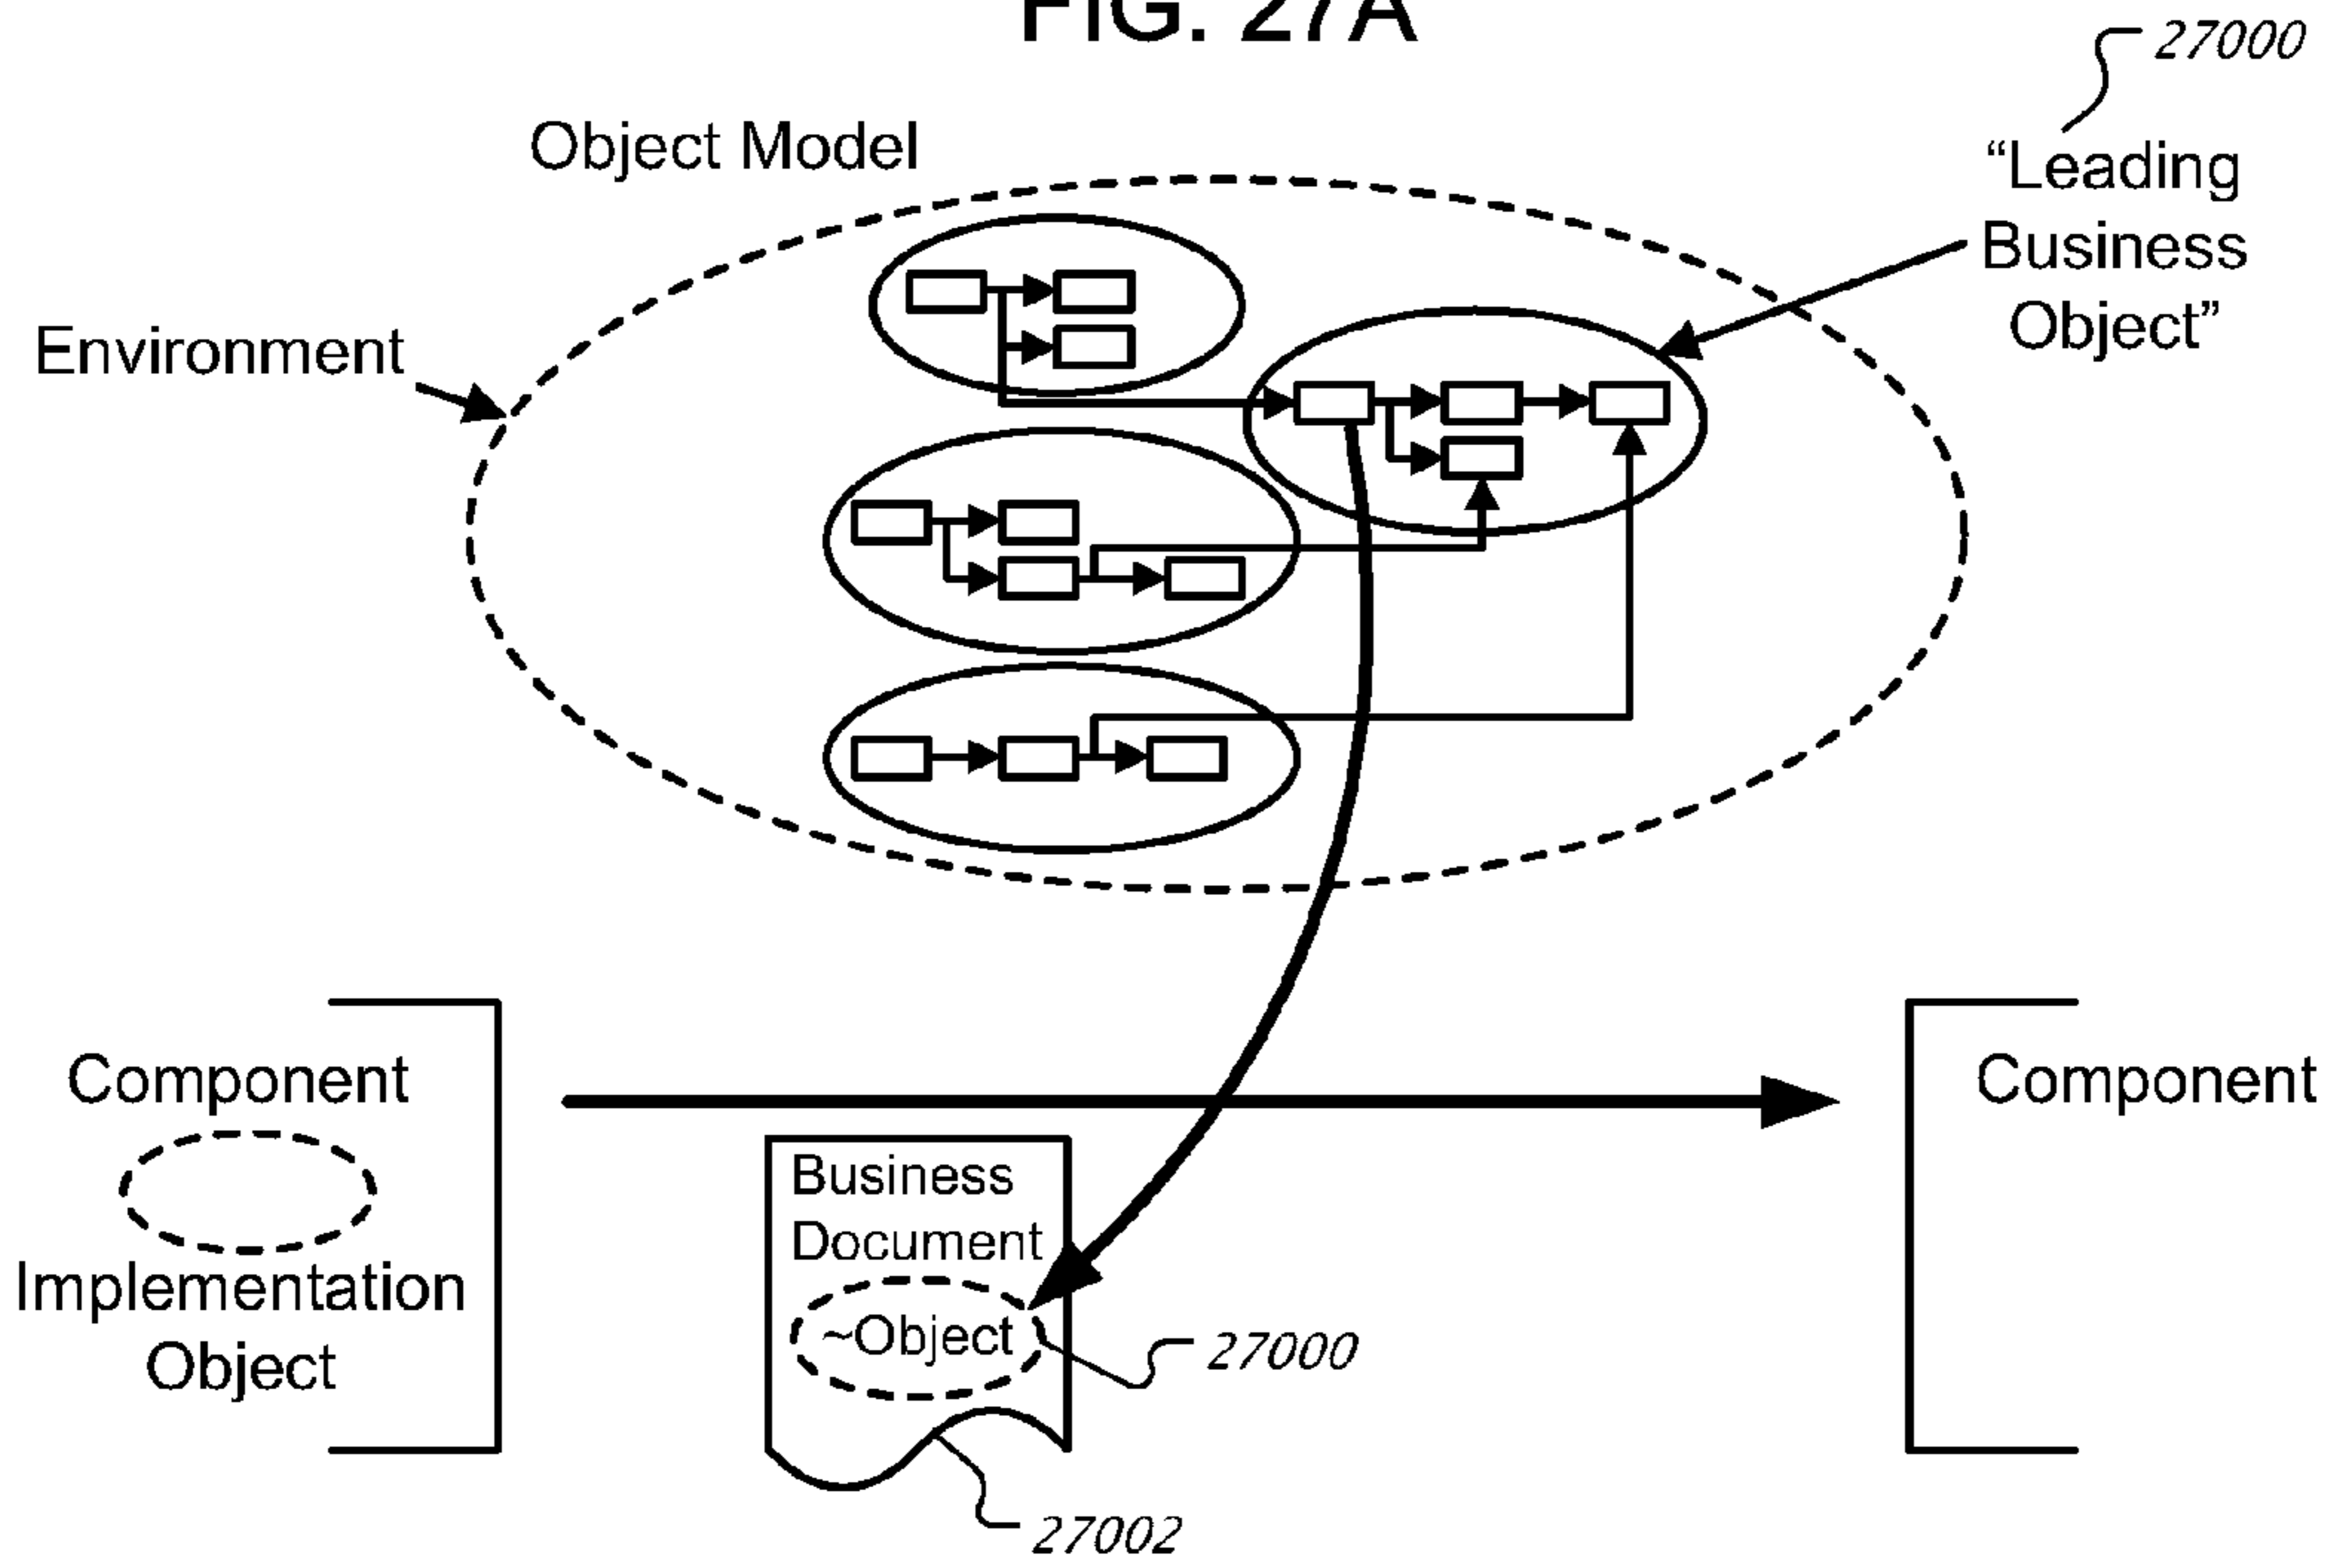 FIG. 27A
27000
Object Model
“Leading
Business
Object”
Environment
Component
Implementation
Object
Component
Business
Document
~Object
27000
27002